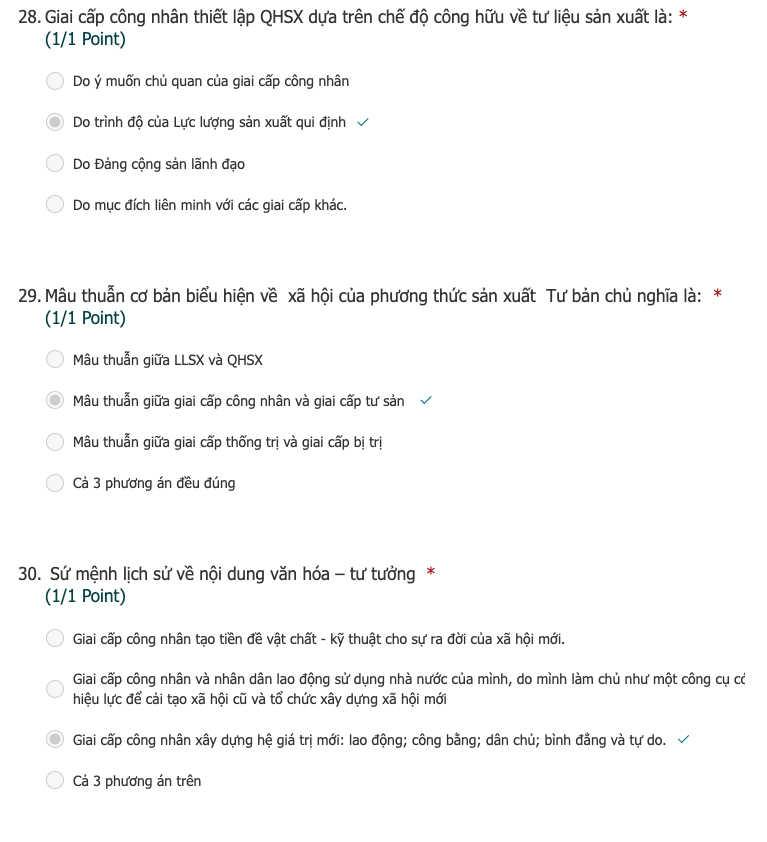 28. Giai cấp công nhân thiết lập QHSX dựa trên chế độ công hữu về tư liệu sản xuất là: *
(1/1 Point)
Do ý muốn chủ quan của giai cấp công nhân
Do trình độ của Lực lượng sản xuất qui định
Do Đảng cộng sản lãnh đạo
Do mục đích liên minh với các giai cấp khác.
29. Mâu thuẫn cơ bản biểu hiện về xã hội của phương thức sản xuất Tư bản chủ nghĩa là: *
(1/1 Point)
Mâu thuẫn giữa LLSX và QHSX
Mâu thuẫn giữa giai cấp công nhân và giai cấp tư sản
Mâu thuẫn giữa giai cấp thống trị và giai cấp bị trị
Cả 3 phương án đều đúng
30. Sứ mệnh lịch sử về nội dung văn hóa – tư tưởng *
(1/1 Point)
Giai cấp công nhân tạo tiền đề vật chất - kỹ thuật cho sự ra đời của xã hội mới.
Giai cấp công nhân và nhân dân lao động sử dụng nhà nước của mình, do mình làm chủ như một công cụ có
hiệu lực để cải tạo xã hội cũ và tổ chức xây dựng xã hội mới
Giai cấp công nhân xây dựng hệ giá trị mới: lao động; công bằng; dân chủ; bình đẳng và tự do.
Cả 3 phương án trên